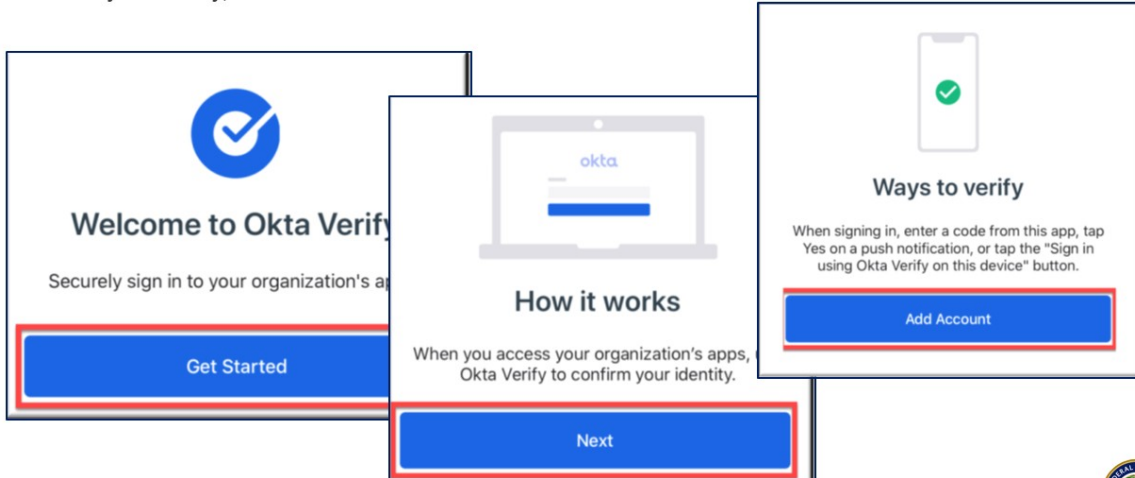 Welcome to Okta Verify
Securely sign in to your organization's
Get Started
okta
How it works
When you access your organization's apps,
Okta Verify to confirm your identity.
Next
Ways to verify
When signing in, enter a code from this app, tap
Yes on a push notification, or tap the "Sign in
using Okta Verify on this device" button.
Add Account